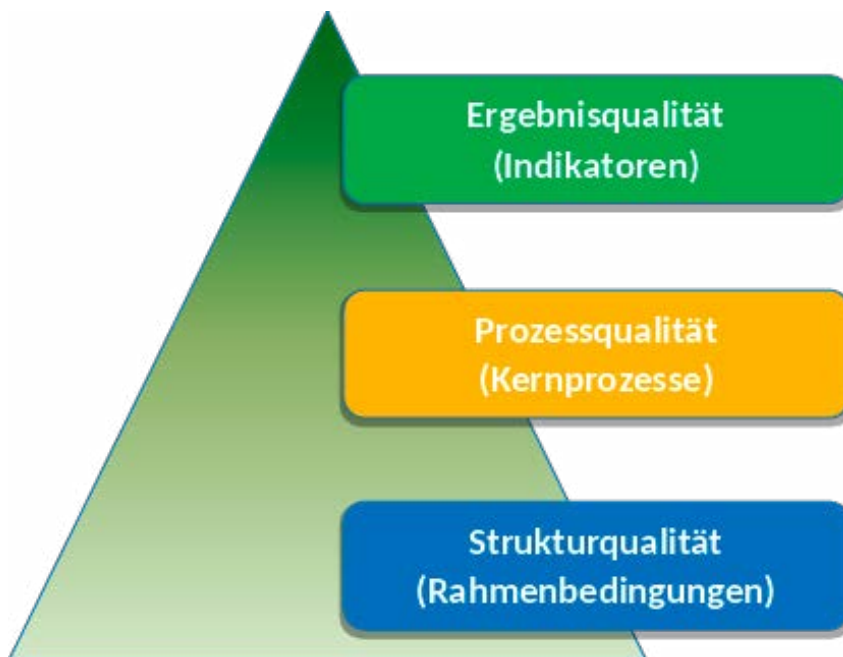 Ergebnisqualität
(Indikatoren)
Prozessqualität
(Kernprozesse)
Strukturqualität
(Rahmenbedingungen)